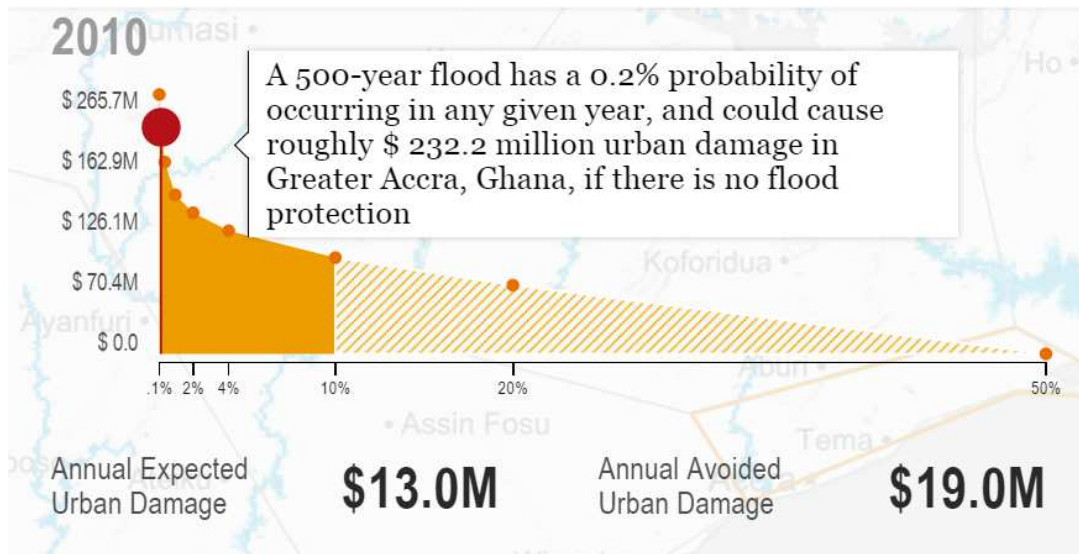 2010
Kumasi
Ho
A 500-year flood has a 0.2% probability of
occurring in any given year, and could cause
roughly $ 232.2 million urban damage in
Greater Accra, Ghana, if there is no flood
protection
$ 265.7M
$ 162.9M
$ 126.1M
$ 70.4M
$ 0.0
Koforidua
Ayanfuri
Aburi
.1% 2% 4% 10% 20% 50%
Assin Fosu
Tema
Accra
Annual Expected
Urban Damage
$13.0M
Annual Avoided
Urban Damage
$19.0M